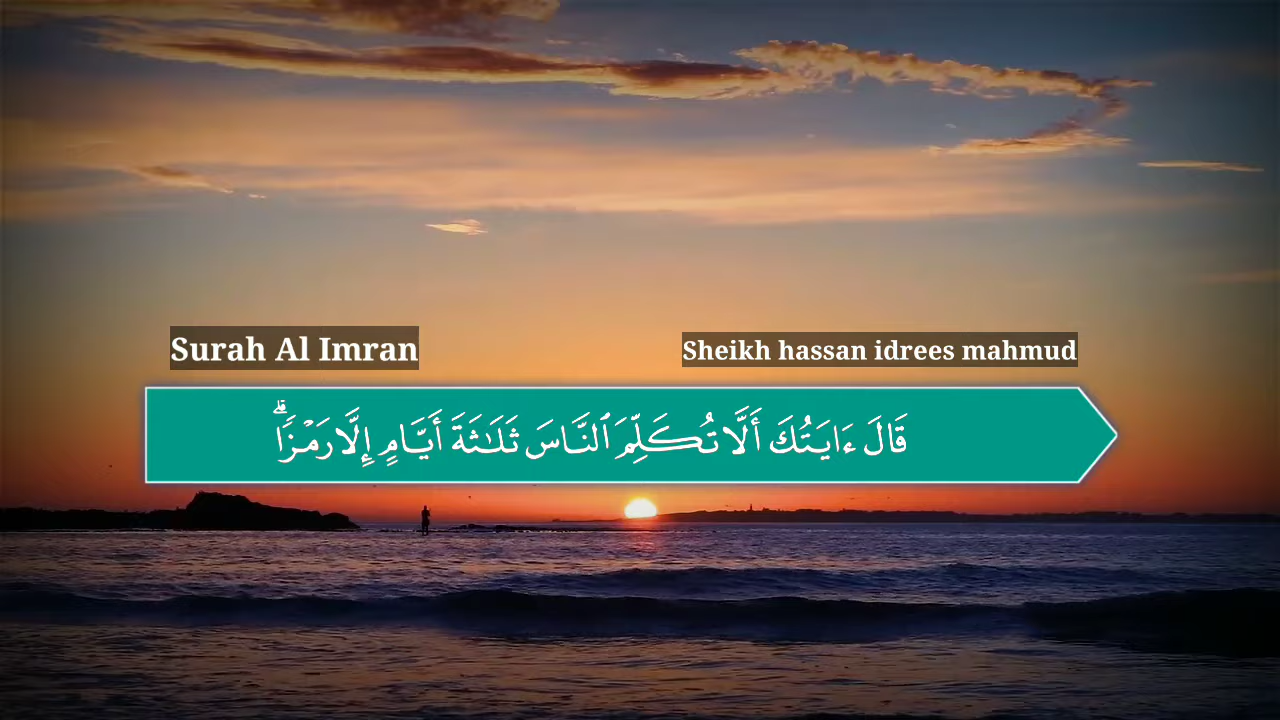 Surah Al Imran
Sheikh hassan idrees mahmud
قَالَ ءَايَتُكَ أَلَّا تُكَلِّمَ ٱلنَّاسَ ثَلَٰثَةَ أَيَّامٍ إِلَّا رَمۡزٗاۗ